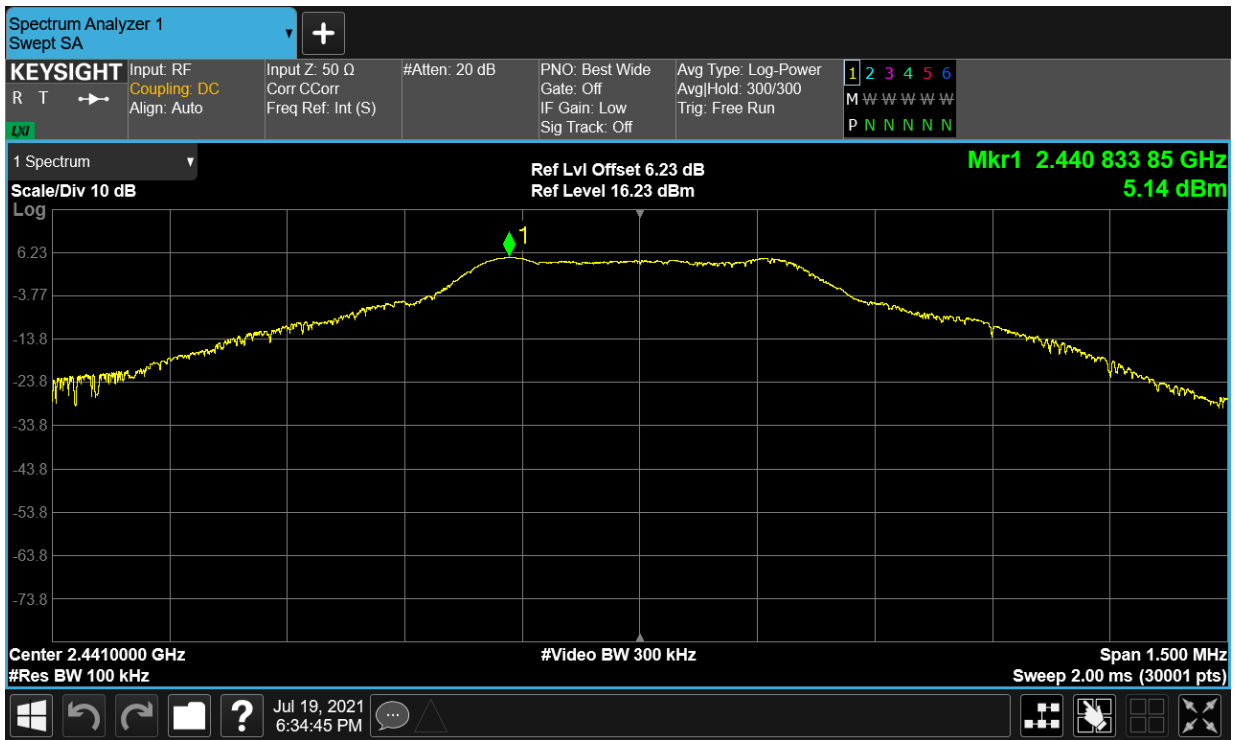 Spectrum Analyzer 1
Swept SA
KEYSIGHT
R T
LXI
Input: RF
Coupling: DC
Align: Auto
Input Z: 50 Ω
Corr CCorr
Freq Ref: Int (S)
#Atten: 20 dB
PNO: Best Wide
Gate: Off
IF Gain: Low
Sig Track: Off
Avg Type: Log-Power
Avg|Hold: 300/300
Trig: Free Run
1 2 3 4 5 6
M W W W W W
P N N N N N
1 Spectrum
Scale/Div 10 dB
Log
Ref Lvl Offset 6.23 dB
Ref Level 16.23 dBm
Mkr1 2.440 833 85 GHz
5.14 dBm
1
6.23
-3.77
-13.8
-23.8
-33.8
-43.8
-53.8
-63.8
-73.8
Center 2.4410000 GHz
#Res BW 100 kHz
#Video BW 300 kHz
Span 1.500 MHz
Sweep 2.00 ms (30001 pts)
?
Jul 19, 2021
6:34:45 PM